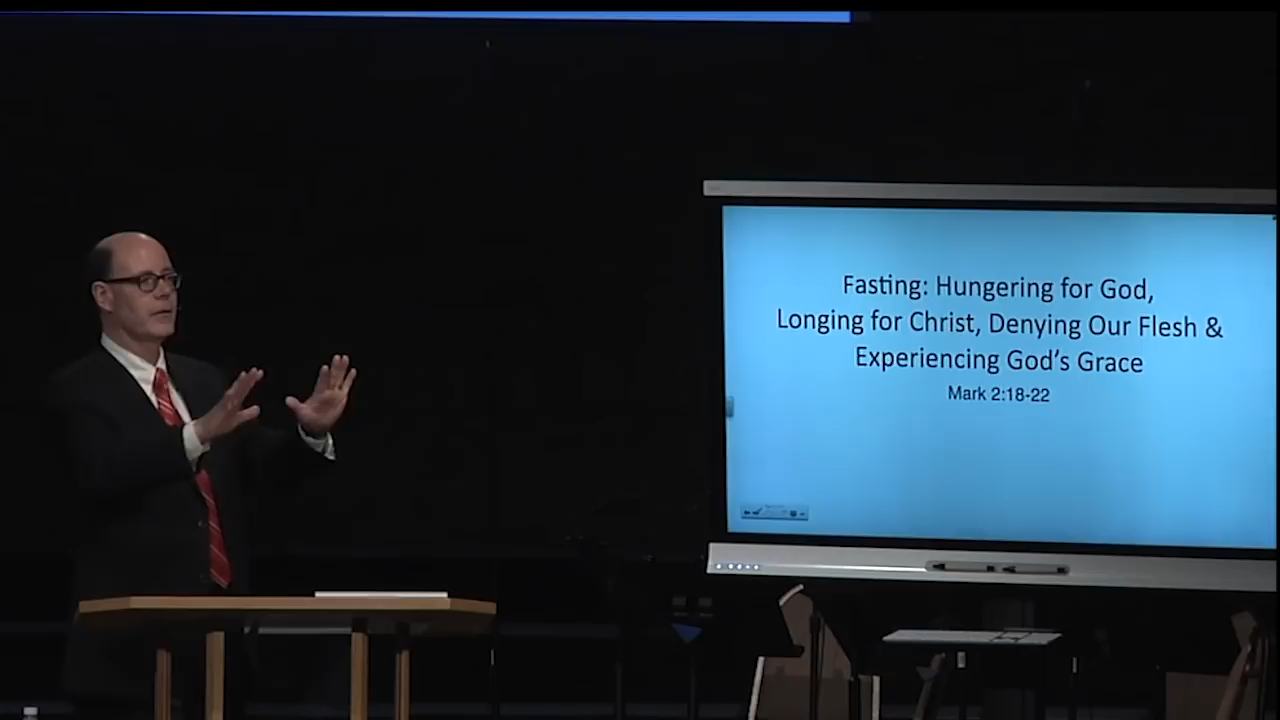 Fasting: Hungering for God,
Longing for Christ, Denying Our Flesh &
Experiencing God's Grace
Mark 2:18-22